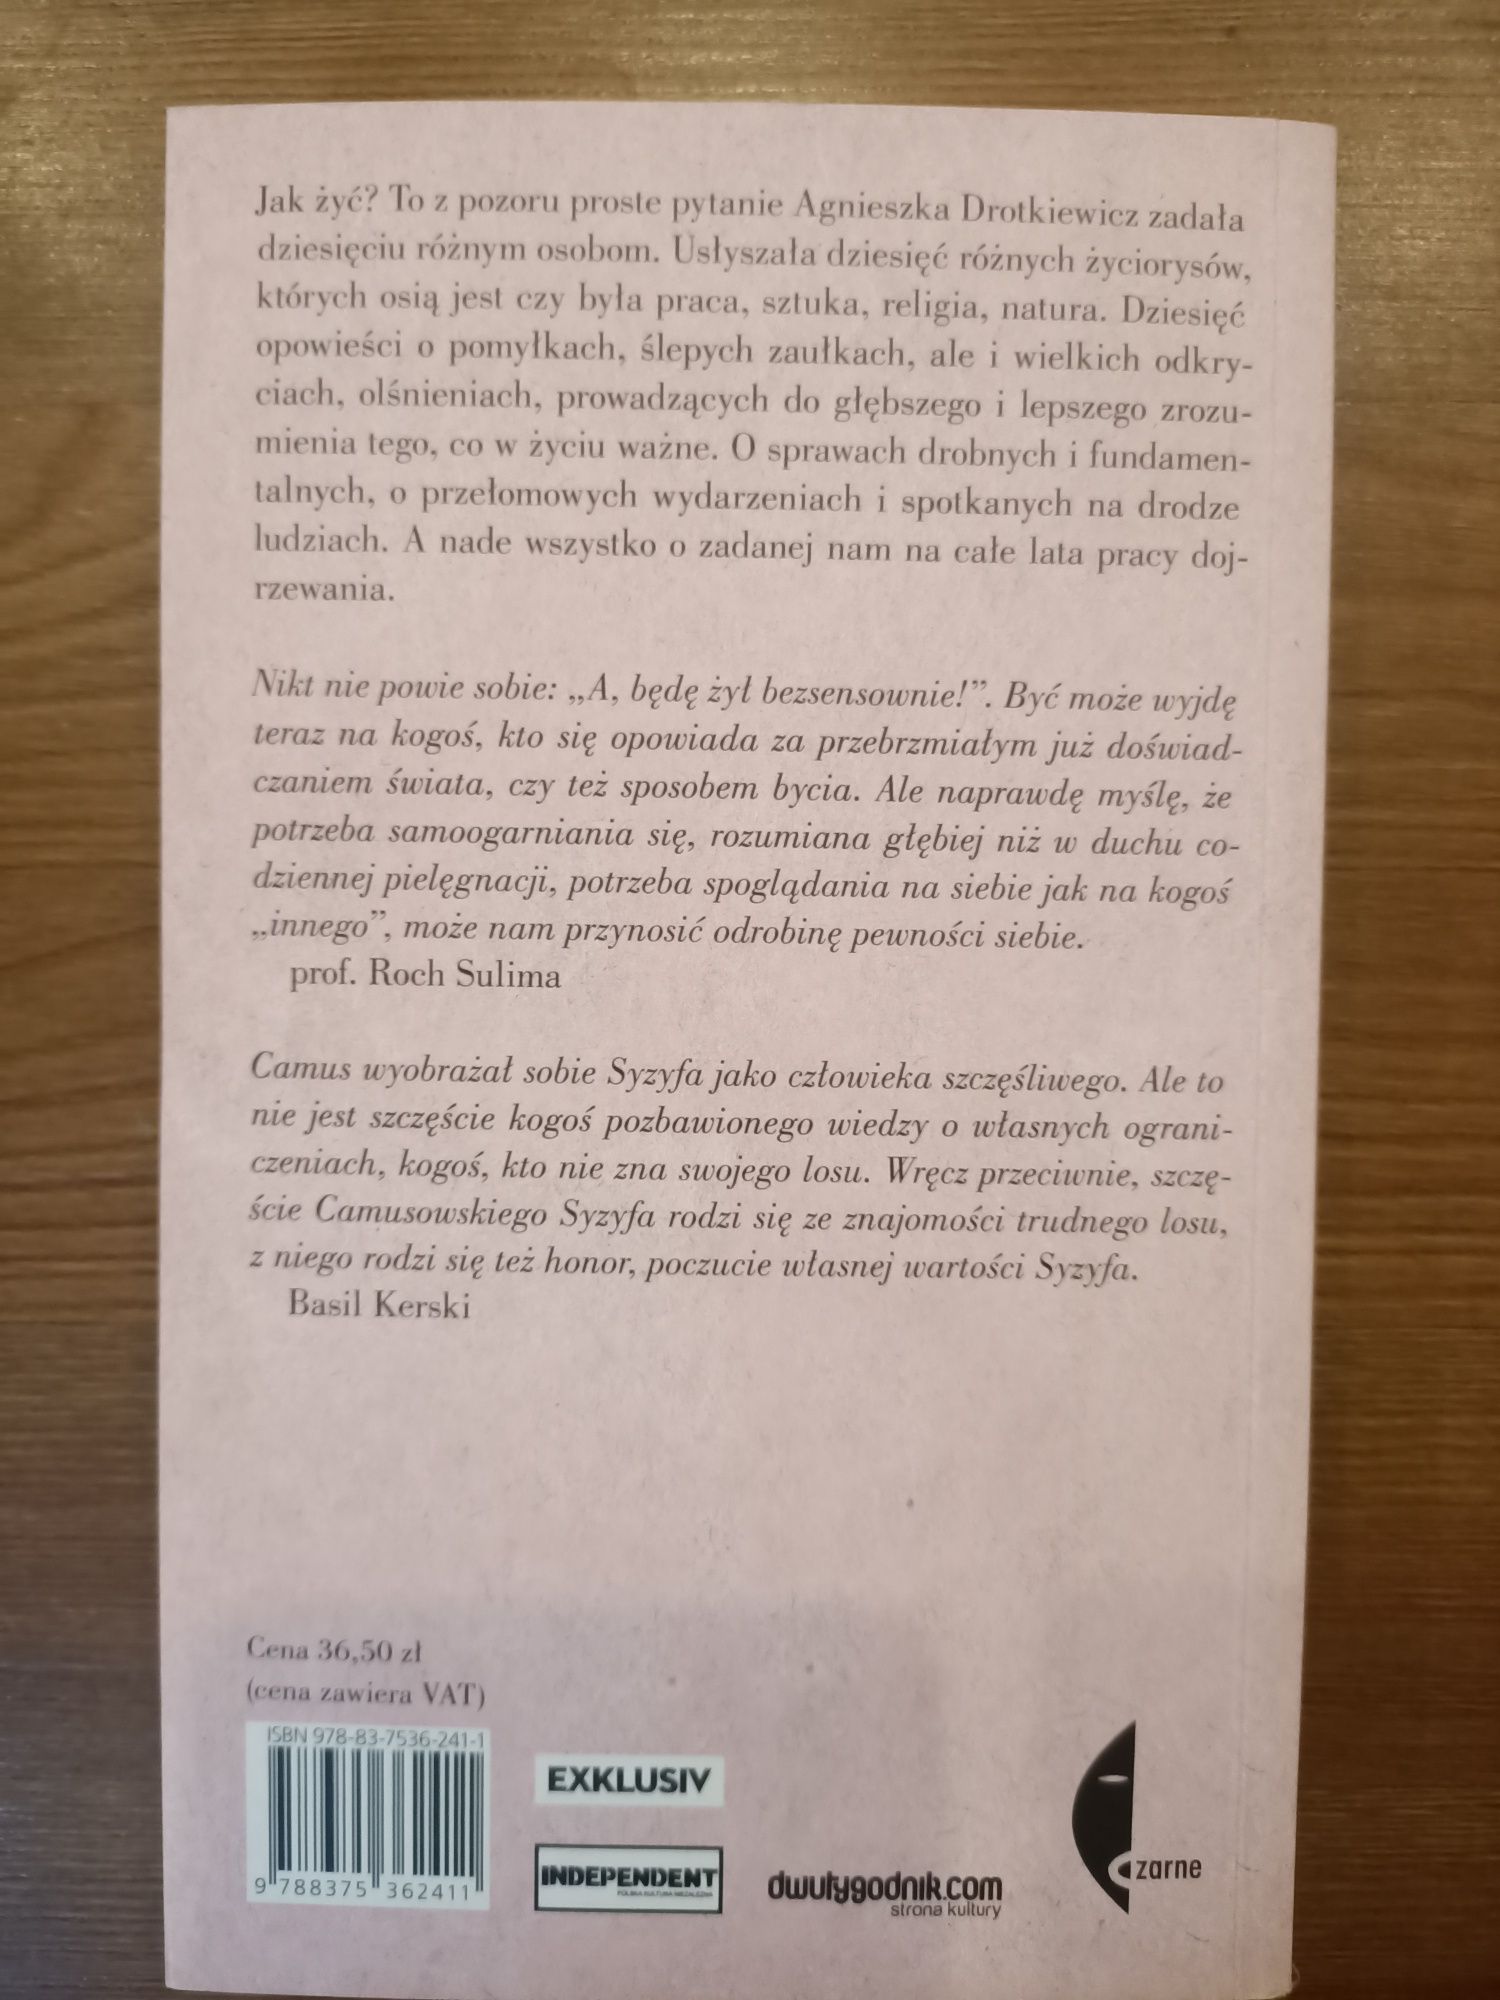 Jak żyć? To z pozoru proste pytanie Agnieszka Drotkiewicz zadała
dziesięciu różnym osobom. Usłyszała dziesięć różnych życiorysów,
których osią jest czy była praca, sztuka, religia, natura. Dziesięć
opowieści o pomyłkach, ślepych zaułkach, ale i wielkich odkry-
ciach, olśnieniach, prowadzących do głębszego i lepszego zrozu-
mienia tego, co w życiu ważne. O sprawach drobnych i fundamen-
talnych, o przełomowych wydarzeniach i spotkanych na drodze
ludziach. A nade wszystko o zadanej nam na całe lata pracy doj-
rzewania.
Nikt nie powie sobie: „A, będę żył bezsensownie!”. Być może wyjdę
teraz na kogoś, kto się opowiada za przebrzmiałym już doświad-
czaniem świata, czy też sposobem bycia. Ale naprawdę myślę, że
potrzeba samoogarniania się, rozumiana głębiej niż w duchu co-
dziennej pielęgnacji, potrzeba spoglądania na siebie jak na kogoś
„innego”, może nam przynosić odrobinę pewności siebie.
prof. Roch Sulima
Camus wyobrażał sobie Syzyfa jako człowieka szczęśliwego. Ale to
nie jest szczęście kogoś pozbawionego wiedzy o własnych ograni-
czeniach, kogoś, kto nie zna swojego losu. Wręcz przeciwnie, szczę-
ście Camusowskiego Syzyfa rodzi się ze znajomości trudnego losu,
z niego rodzi się też honor, poczucie własnej wartości Syzyfa.
Basil Kerski
Cena 36,50 zł
(cena zawiera VAT)
ISBN 978-83-7536-241-1
9 788375 362411
EXKLUSIV
INDEPENDENT
POLSKA KULTURA NIEZALEŻNA
dwutygodnik.com
strona kultury
Czarne